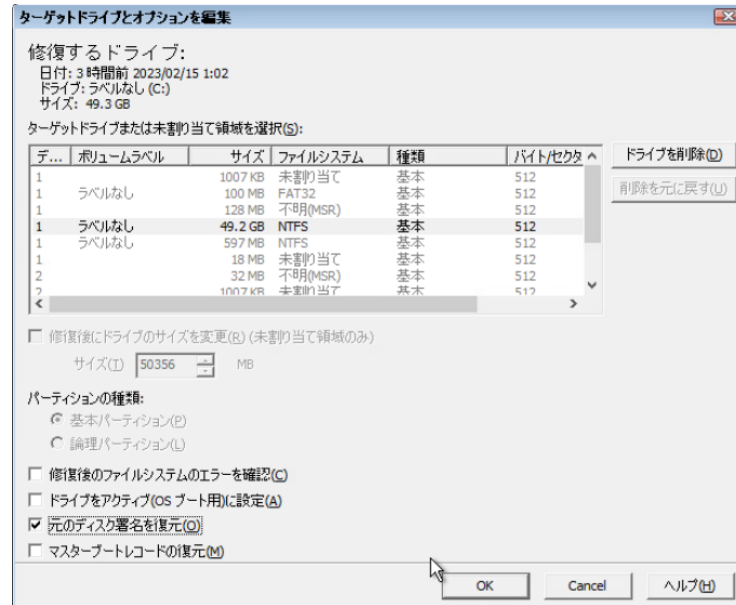 ターゲットドライブとオプションを編集
修復するドライブ:
日付: 3 時間前 2023/02/15 1:02
ドライブ: ラベルなし (C:)
サイズ: 49.3 GB
ターゲットドライブまたは未割り当て領域を選択(S):
デ... ボリュームラベル サイズ ファイルシステム 種類 バイト/セクタ
1 1007 KB 未割り当て 基本 512
1 ラベルなし 100 MB FAT32 基本 512
1 128 MB 不明(MSR) 基本 512
1 ラベルなし 49.2 GB NTFS 基本 512
1 ラベルなし 597 MB NTFS 基本 512
1 18 MB 未割り当て 基本 512
2 32 MB 不明(MSR) 基本 512
2 1007 KB 未割り当て 基本 512
ドライブを削除(D)
削除を元に戻す(U)
修復後にドライブのサイズを変更(R) (未割り当て領域のみ)
サイズ(T) 50356 MB
パーティションの種類:
基本パーティション(P)
論理パーティション(L)
修復後のファイルシステムのエラーを確認(C)
ドライブをアクティブ(OS ブート用)に設定(A)
元のディスク署名を復元(O)
マスターブートレコードの復元(M)
OK Cancel ヘルプ(H)